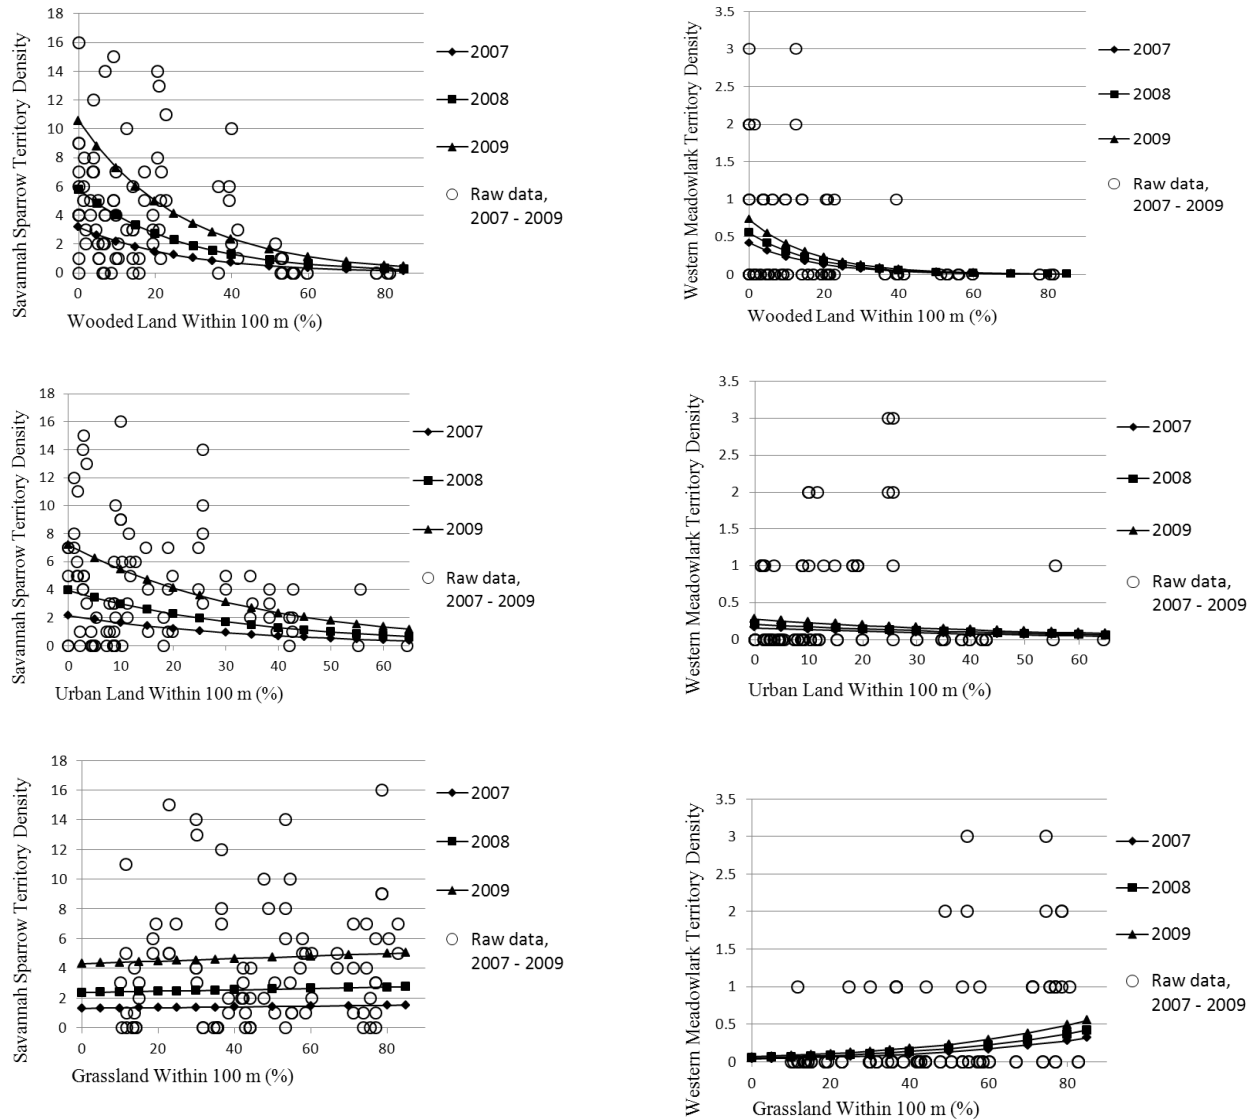 Savannah Sparrow Territory Density
18
16
14
12
10
8
6
4
2
0
0 20 40 60 80
Wooded Land Within 100 m (%)
2007
2008
2009
Raw data,
2007 - 2009
Western Meadowlark Territory Density
3.5
3
2.5
2
1.5
1
0.5
0
0 20 40 60 80
Wooded Land Within 100 m (%)
2007
2008
2009
Raw data,
2007 - 2009
Savannah Sparrow Territory Density
18
16
14
12
10
8
6
4
2
0
0 10 20 30 40 50 60
Urban Land Within 100 m (%)
2007
2008
2009
Raw data,
2007 - 2009
Western Meadowlark Territory Density
3.5
3
2.5
2
1.5
1
0.5
0
0 10 20 30 40 50 60
Urban Land Within 100 m (%)
2007
2008
2009
Raw data,
2007 - 2009
Savannah Sparrow Territory Density
18
16
14
12
10
8
6
4
2
0
0 20 40 60 80
Grassland Within 100 m (%)
2007
2008
2009
Raw data,
2007 - 2009
Western Meadowlark Territory Density
3.5
3
2.5
2
1.5
1
0.5
0
0 20 40 60 80
Grassland Within 100 m (%)
2007
2008
2009
Raw data,
2007 - 2009